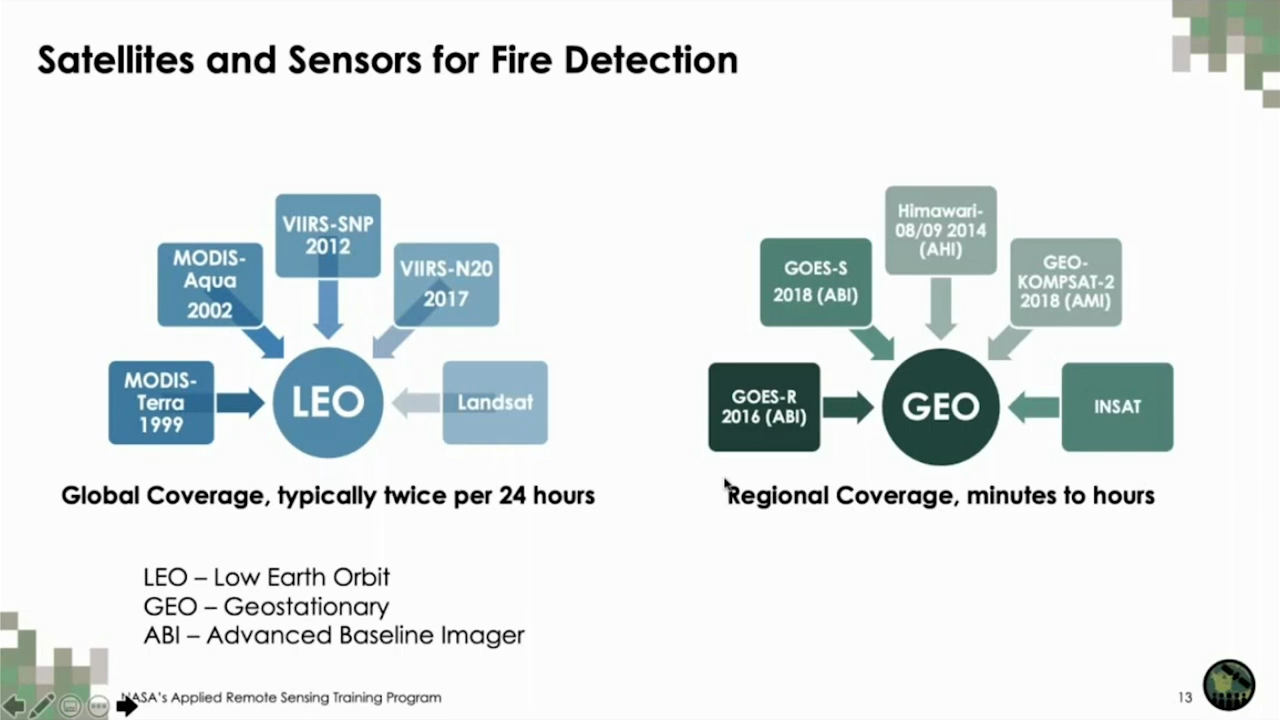 Satellites and Sensors for Fire Detection
VIIRS-SNP
2012
MODIS-
Aqua
2002
VIIRS-N20
2017
MODIS-
Terra
1999
LEO
Landsat
Global Coverage, typically twice per 24 hours
Himawari-
08/09 2014
(AHI)
GOES-S
2018 (ABI)
GEO-
KOMPSAT-2
2018 (AMI)
GOES-R
2016 (ABI)
GEO
INSAT
Regional Coverage, minutes to hours
LEO – Low Earth Orbit
GEO – Geostationary
ABI – Advanced Baseline Imager
NASA's Applied Remote Sensing Training Program
13